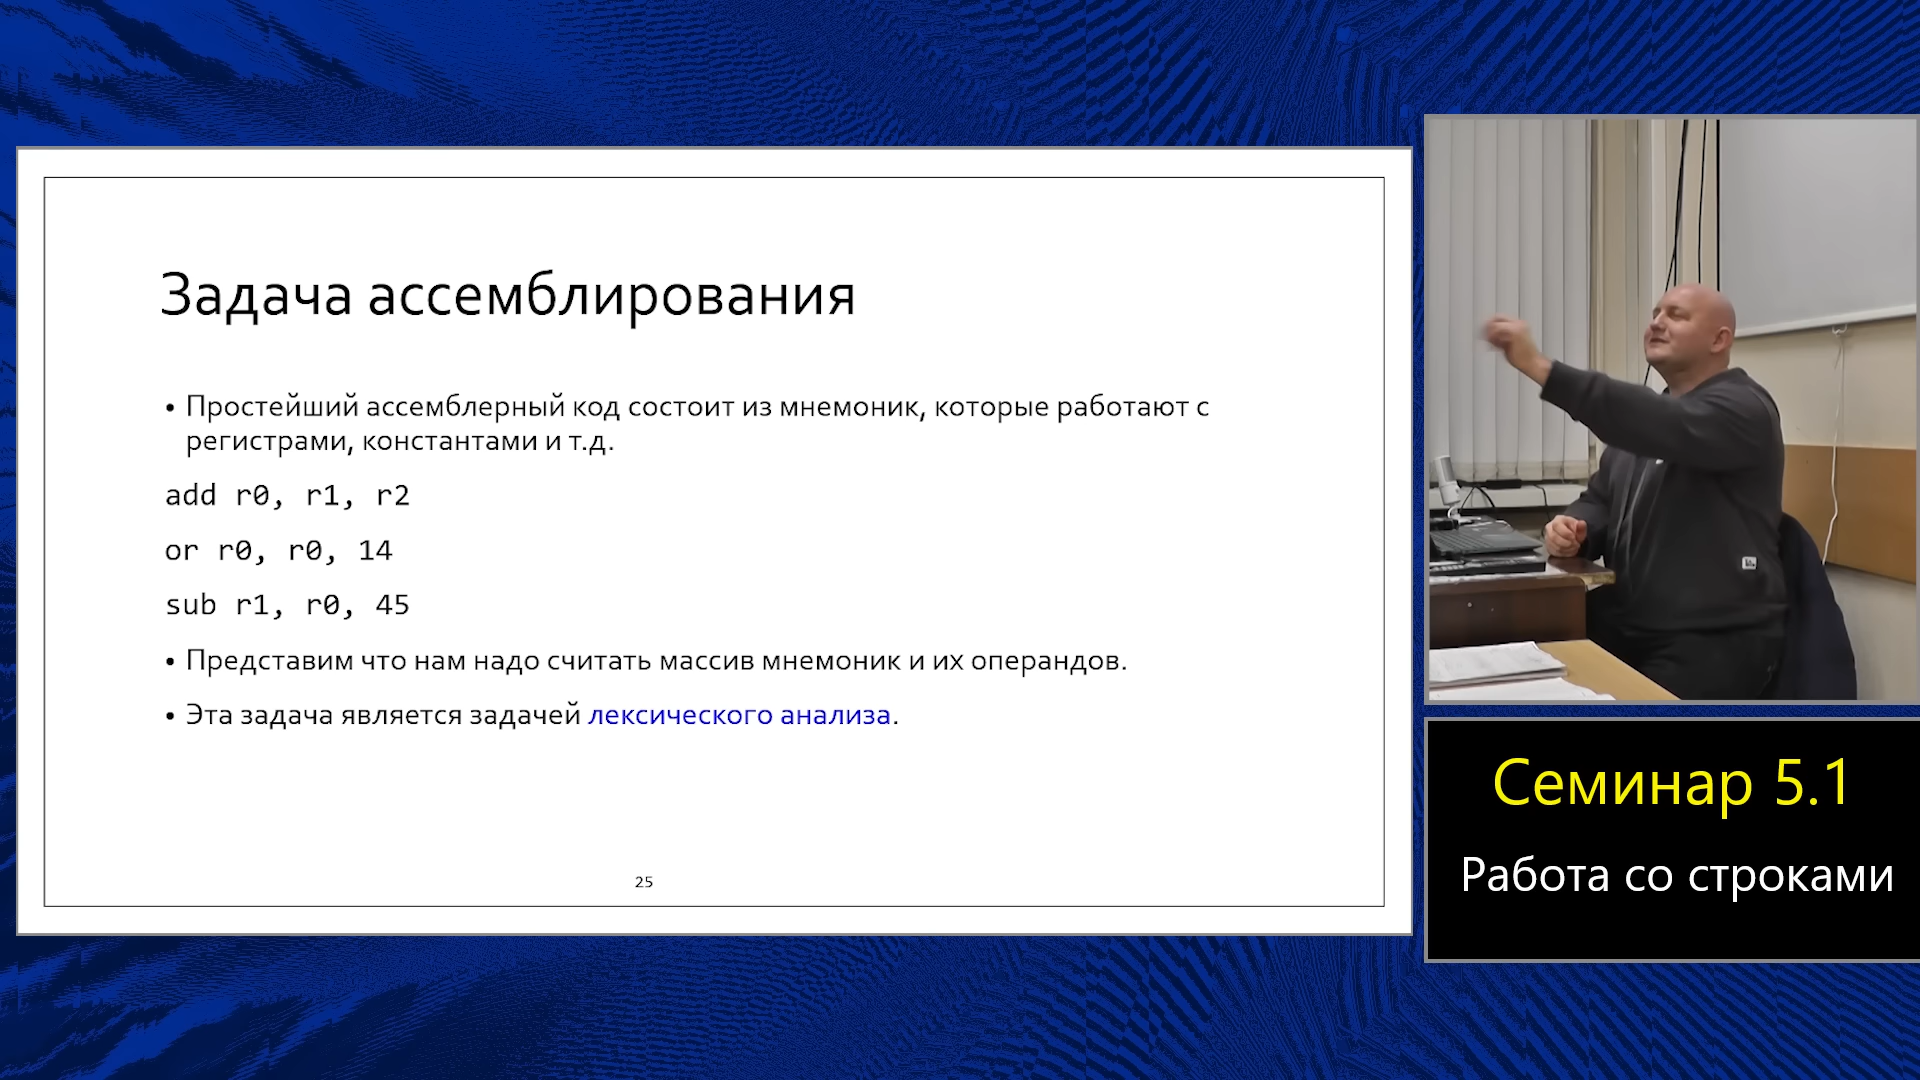 Задача ассемблирования
• Простейший ассемблерный код состоит из мнемоник, которые работают с
регистрами, константами и т.д.
add r0, r1, r2
or r0, r0, 14
sub r1, r0, 45
• Представим что нам надо считать массив мнемоник и их операндов.
• Эта задача является задачей лексического анализа.
25
Семинар 5.1
Работа со строками